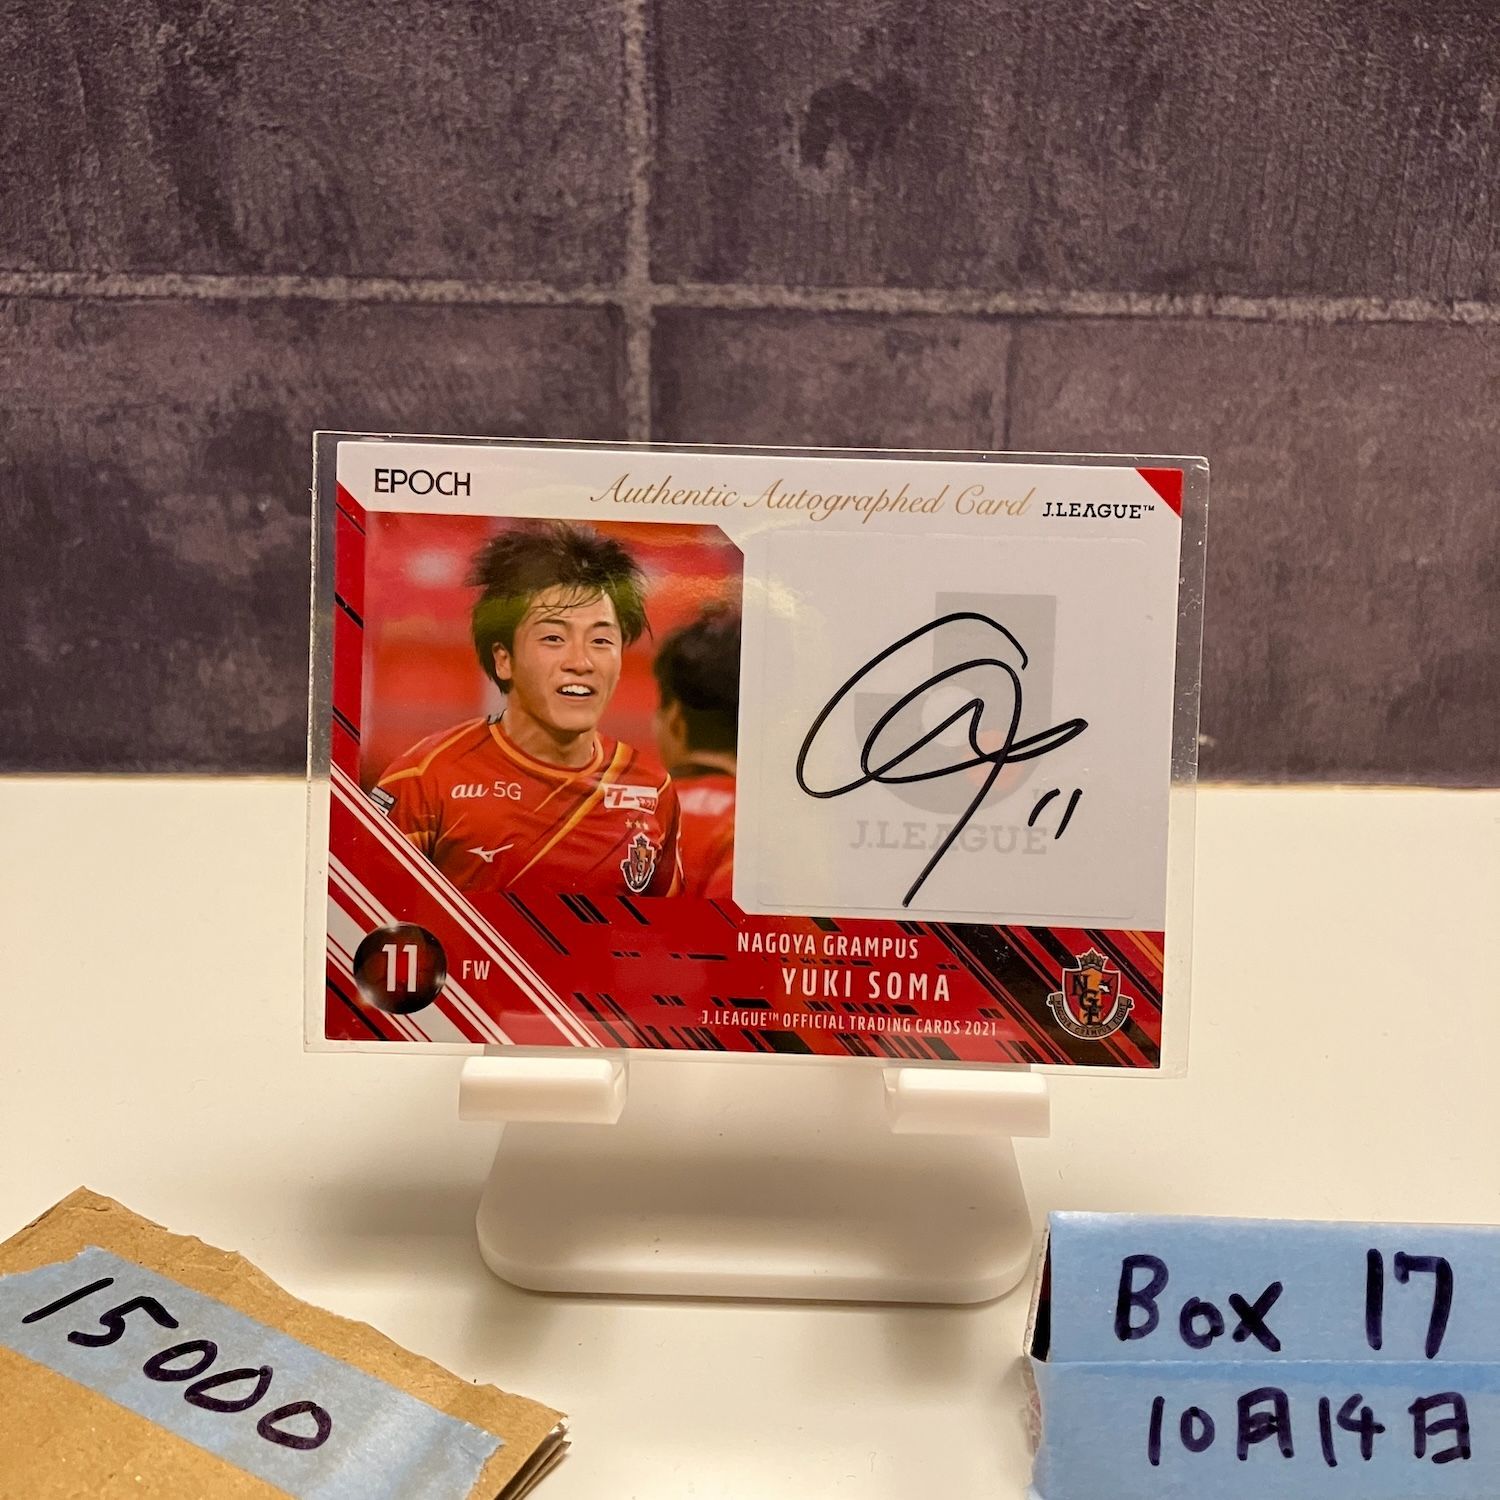 EPOCH
Authentic Autographed Card
J.LEAGUE™
au 5G
J.LEAGUE
11
11
FW
NAGOYA GRAMPUS
YUKI SOMA
J.LEAGUE™ OFFICIAL TRADING CARDS 2021
15000
Box 17
10月14日